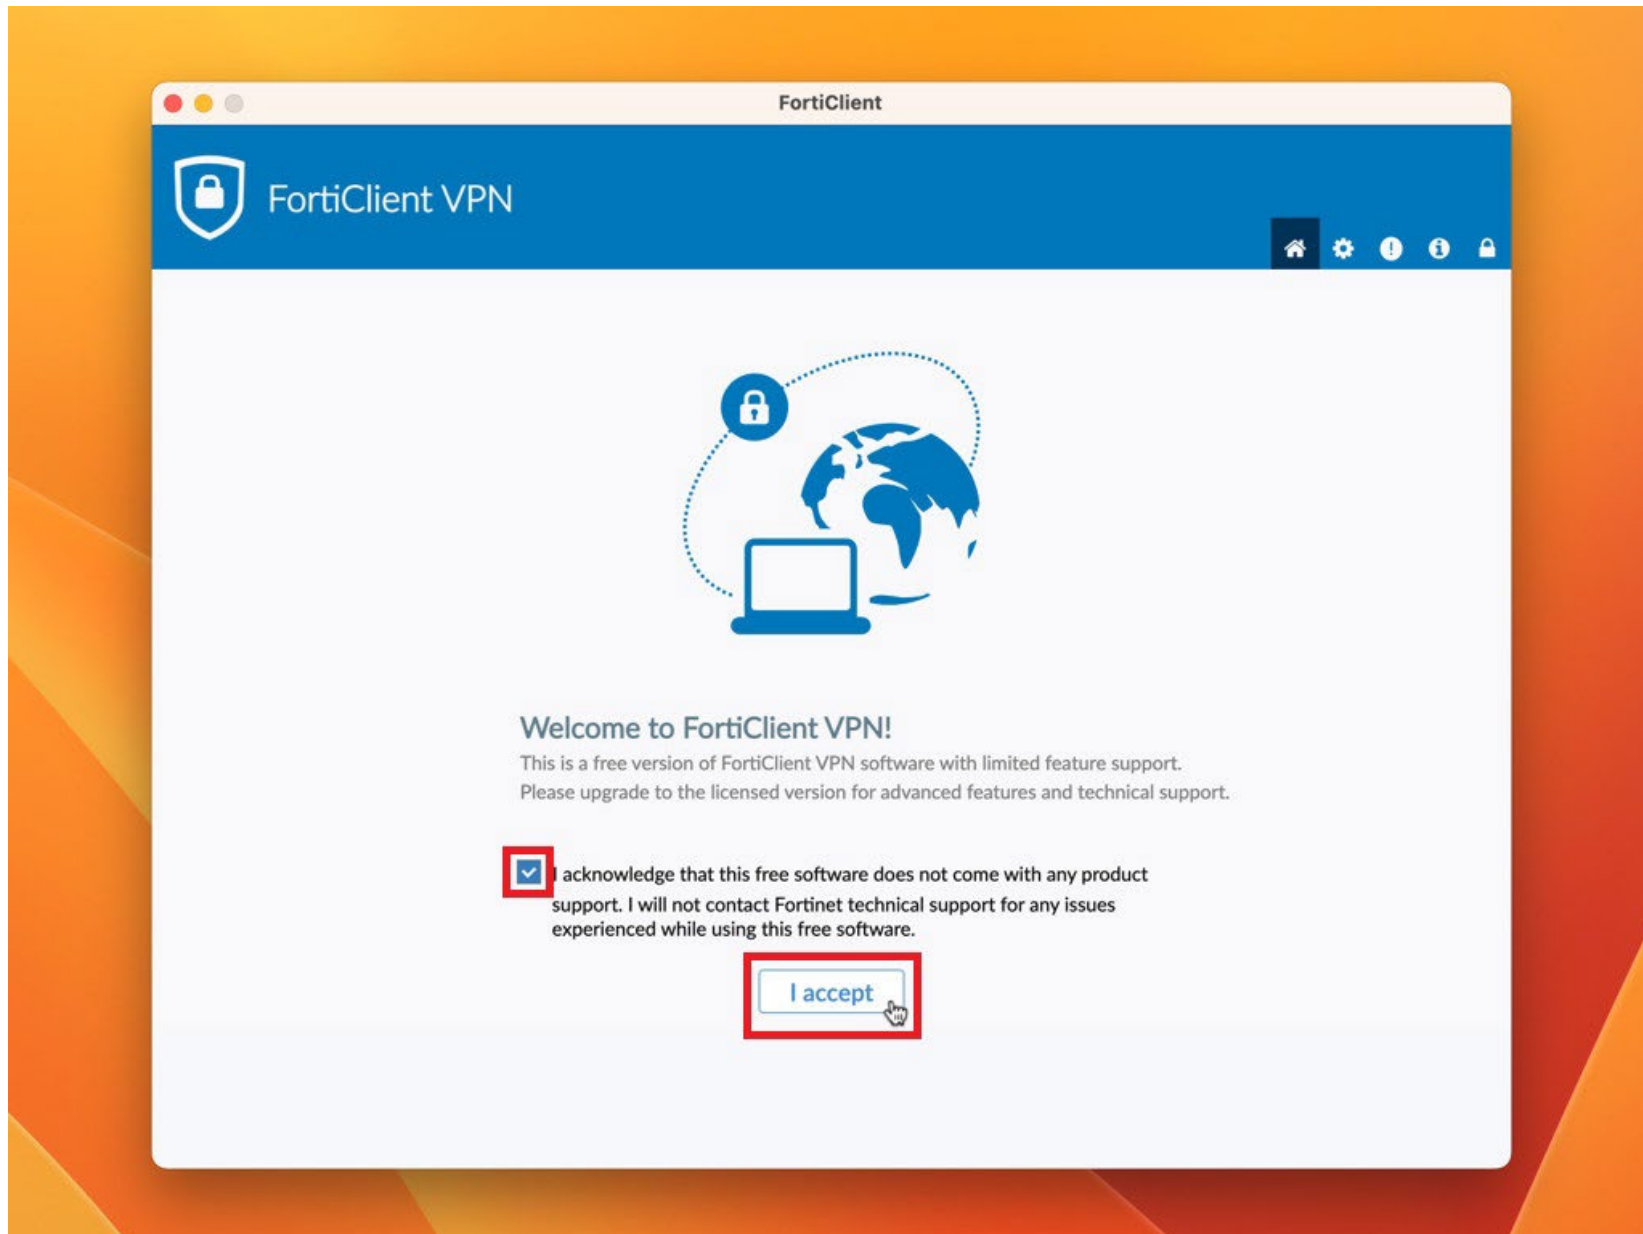 FortiClient
FortiClient VPN
Welcome to FortiClient VPN!
This is a free version of FortiClient VPN software with limited feature support.
Please upgrade to the licensed version for advanced features and technical support.
I acknowledge that this free software does not come with any product
support. I will not contact Fortinet technical support for any issues
experienced while using this free software.
I accept